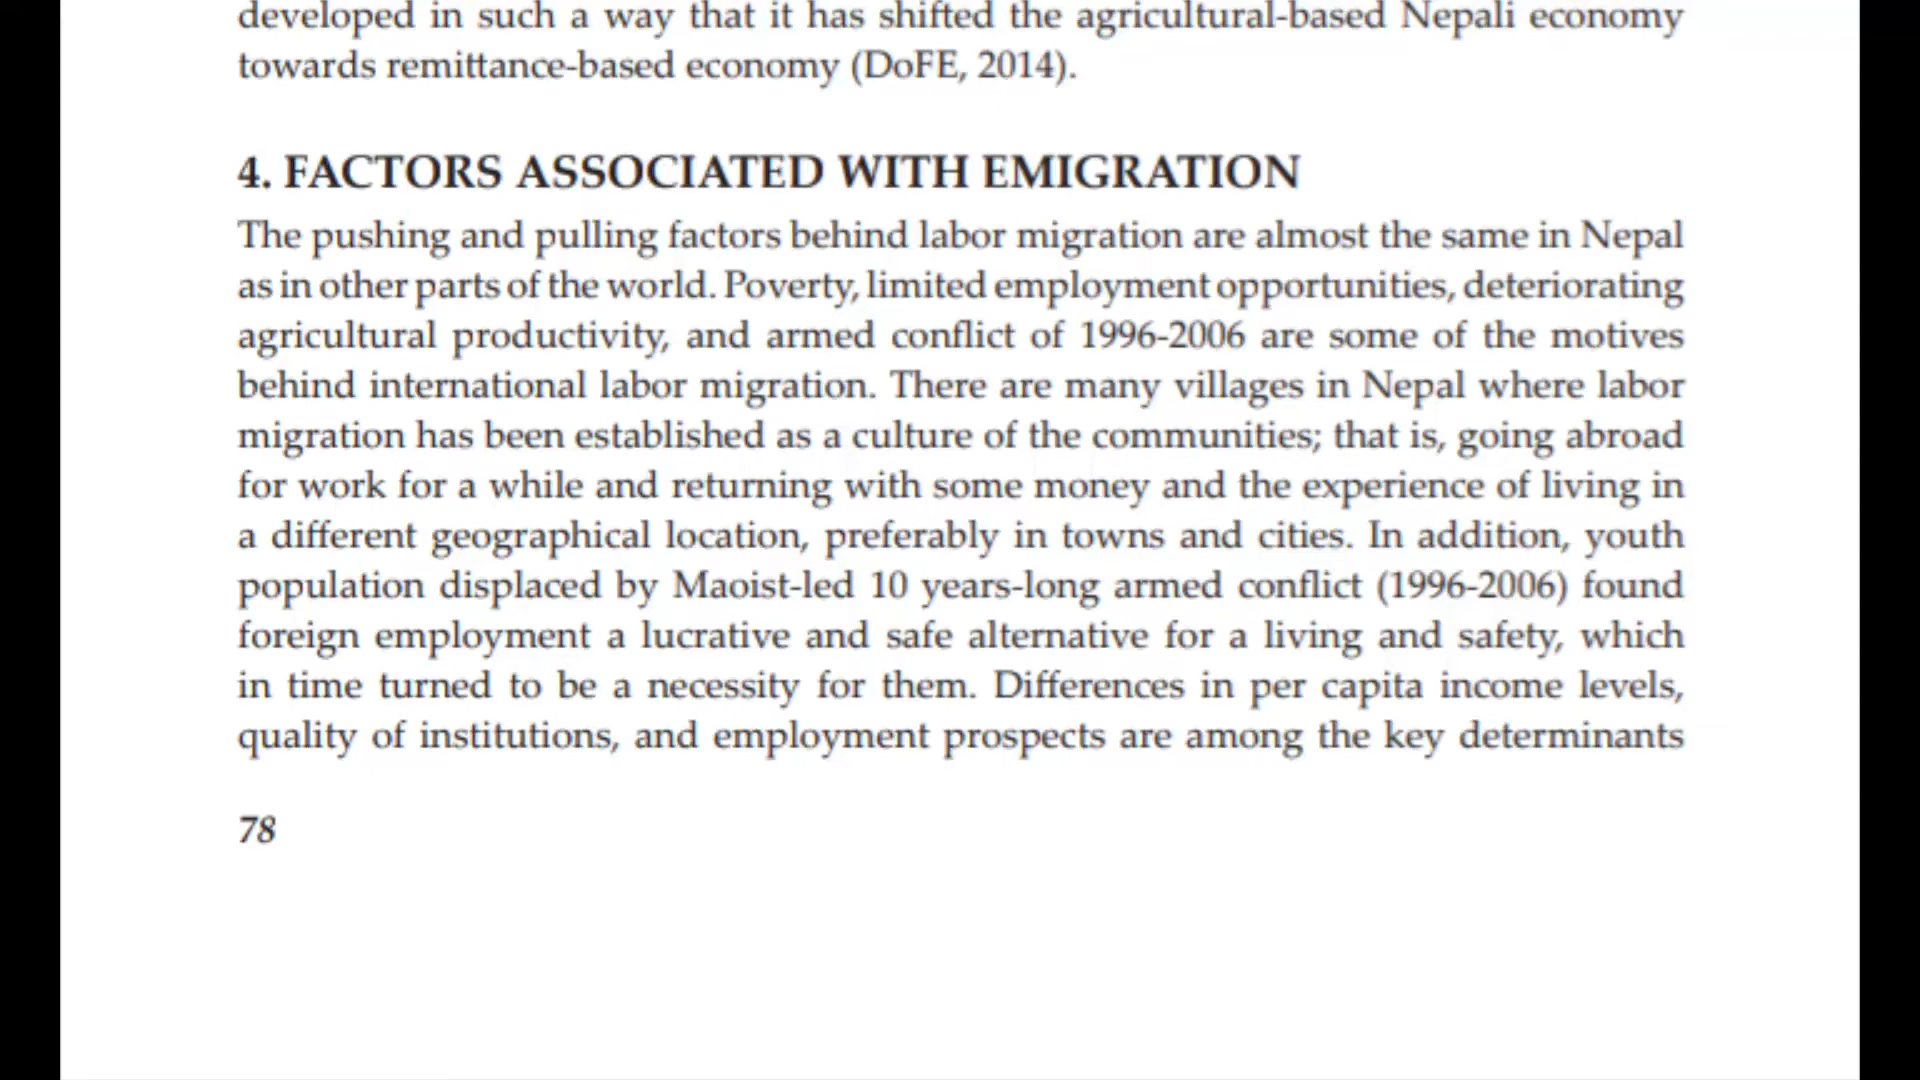 developed in such a way that it has shifted the agricultural-based Nepali economy
towards remittance-based economy (DoFE, 2014).
4. FACTORS ASSOCIATED WITH EMIGRATION
The pushing and pulling factors behind labor migration are almost the same in Nepal
as in other parts of the world. Poverty, limited employment opportunities, deteriorating
agricultural productivity, and armed conflict of 1996-2006 are some of the motives
behind international labor migration. There are many villages in Nepal where labor
migration has been established as a culture of the communities; that is, going abroad
for work for a while and returning with some money and the experience of living in
a different geographical location, preferably in towns and cities. In addition, youth
population displaced by Maoist-led 10 years-long armed conflict (1996-2006) found
foreign employment a lucrative and safe alternative for a living and safety, which
in time turned to be a necessity for them. Differences in per capita income levels,
quality of institutions, and employment prospects are among the key determinants
78